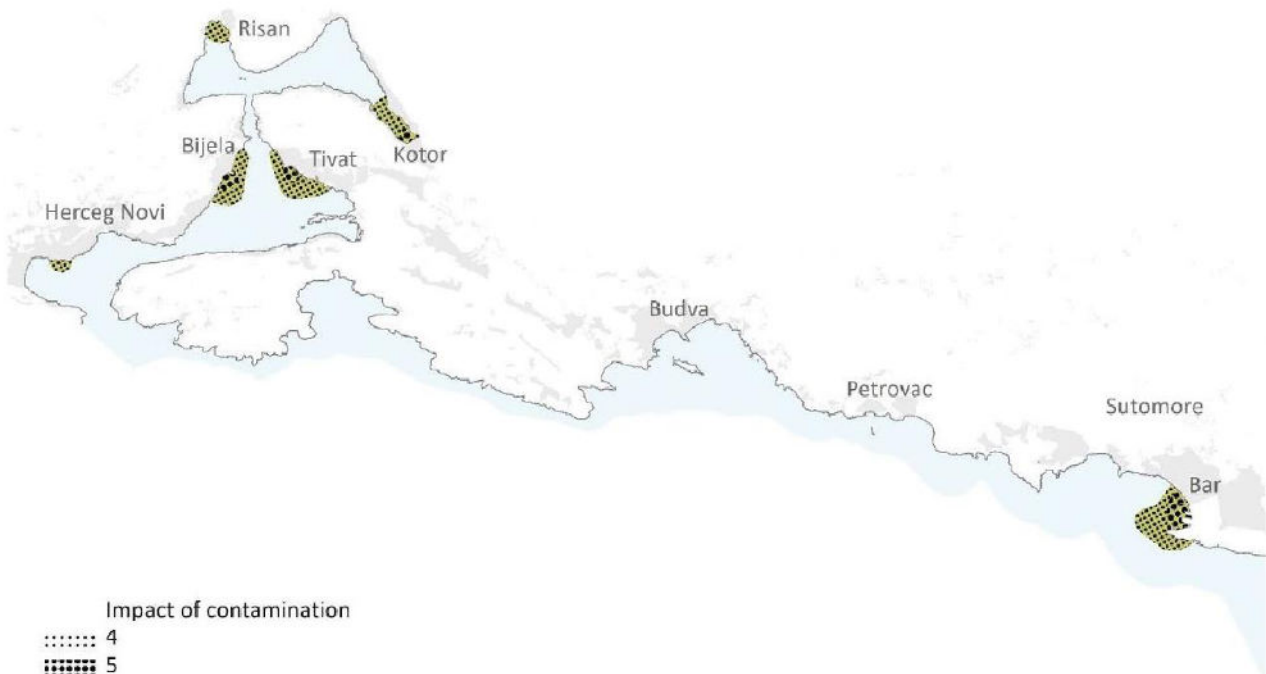 Risan
Bijela
Tivat
Kotor
Herceg Novi
Budva
Petrovac
Sutomore
Bar
Impact of contamination
4
5